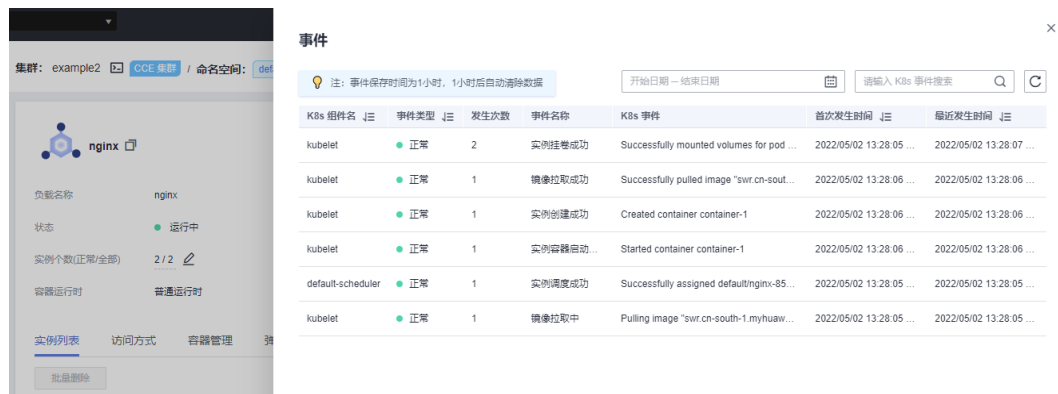 集群: example2 CCE 集群 / 命名空间: def
nginx
负载名称 nginx
状态 运行中
实例个数(正常/全部) 2 / 2
容器运行时 普通运行时
实例列表 访问方式 容器管理 弹
批量删除
事件
注：事件保存时间为1小时，1小时后自动清除数据
开始日期 – 结束日期
请输入 K8s 事件搜索
K8s 组件名 事件类型 发生次数 事件名称 K8s 事件 首次发生时间 最近发生时间
kubelet 正常 2 实例挂卷成功 Successfully mounted volumes for pod ... 2022/05/02 13:28:05 ... 2022/05/02 13:28:07 ...
kubelet 正常 1 镜像拉取成功 Successfully pulled image "swr.cn-sout... 2022/05/02 13:28:06 ... 2022/05/02 13:28:06 ...
kubelet 正常 1 实例创建成功 Created container container-1 2022/05/02 13:28:06 ... 2022/05/02 13:28:06 ...
kubelet 正常 1 实例容器启动... Started container container-1 2022/05/02 13:28:06 ... 2022/05/02 13:28:06 ...
default-scheduler 正常 1 实例调度成功 Successfully assigned default/nginx-85... 2022/05/02 13:28:05 ... 2022/05/02 13:28:05 ...
kubelet 正常 1 镜像拉取中 Pulling image "swr.cn-south-1.myhuaw... 2022/05/02 13:28:05 ... 2022/05/02 13:28:05 ...